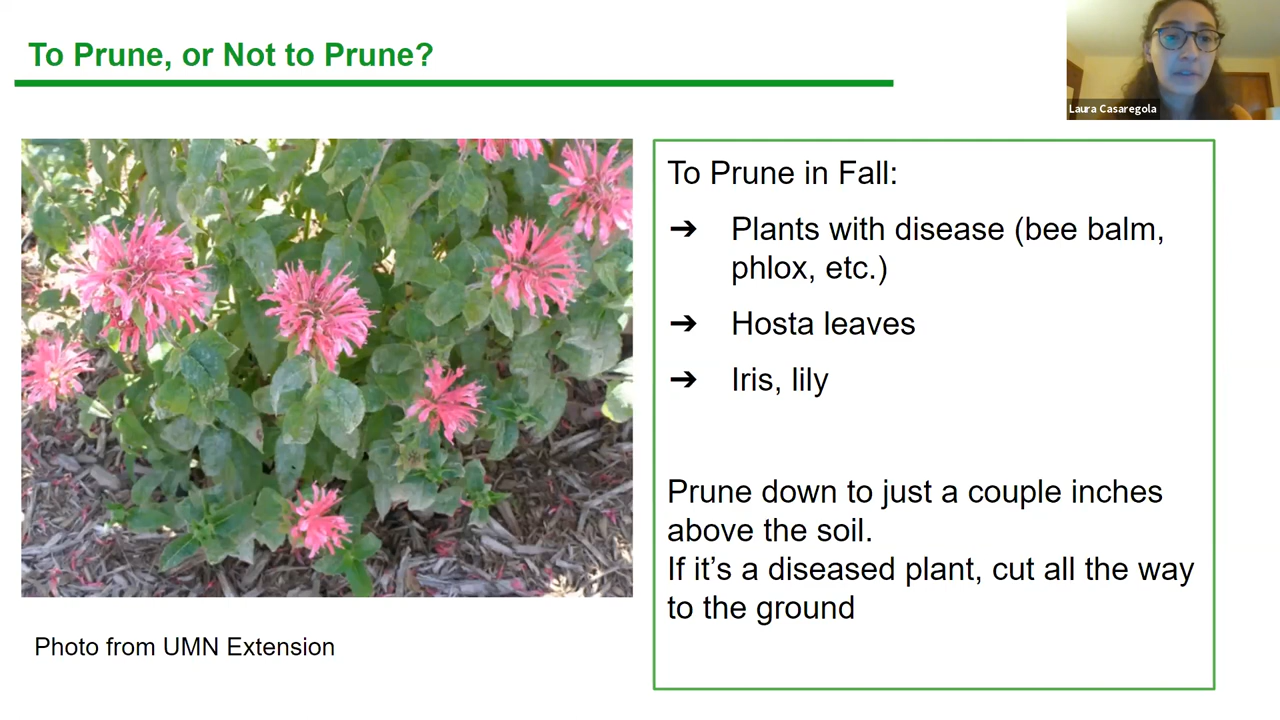 To Prune, or Not to Prune?
Laura Casaregola
To Prune in Fall:
➔ Plants with disease (bee balm,
phlox, etc.)
➔ Hosta leaves
➔ Iris, lily
Prune down to just a couple inches
above the soil.
If it’s a diseased plant, cut all the way
to the ground
Photo from UMN Extension